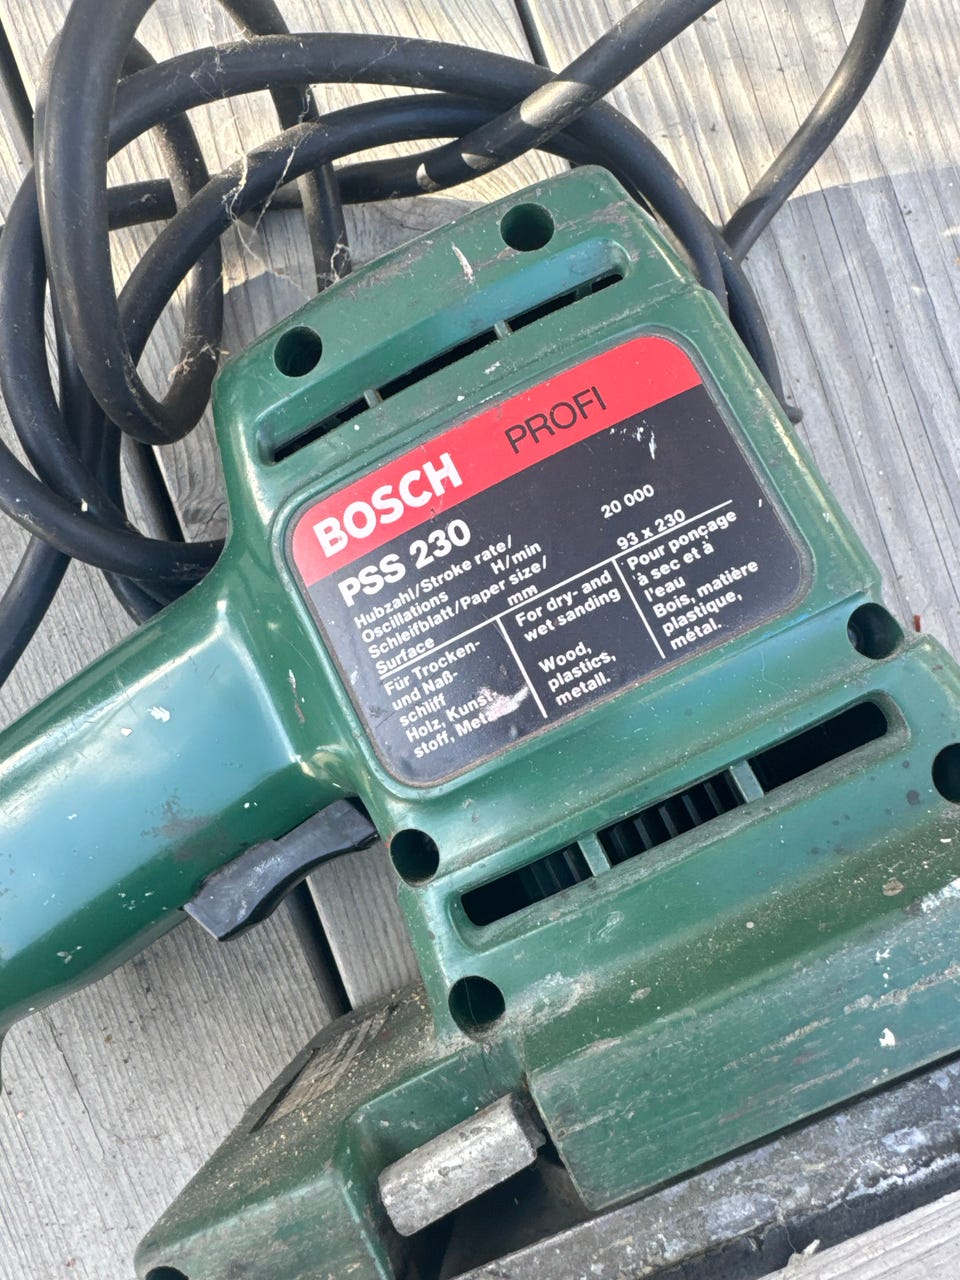 BOSCH PROFI
PSS 230
Hubzahl/Stroke rate/
Oscillations H/min 20 000
Schleifblatt/Paper size/
Surface mm 93 x 230
Für Trocken-
und Naß-
schliff
Holz, Kunst-
stoff, Metall
For dry- and
wet sanding
Wood,
plastics,
metall.
Pour ponçage
à sec et à
l'eau
Bois, matière
plastique,
métal.